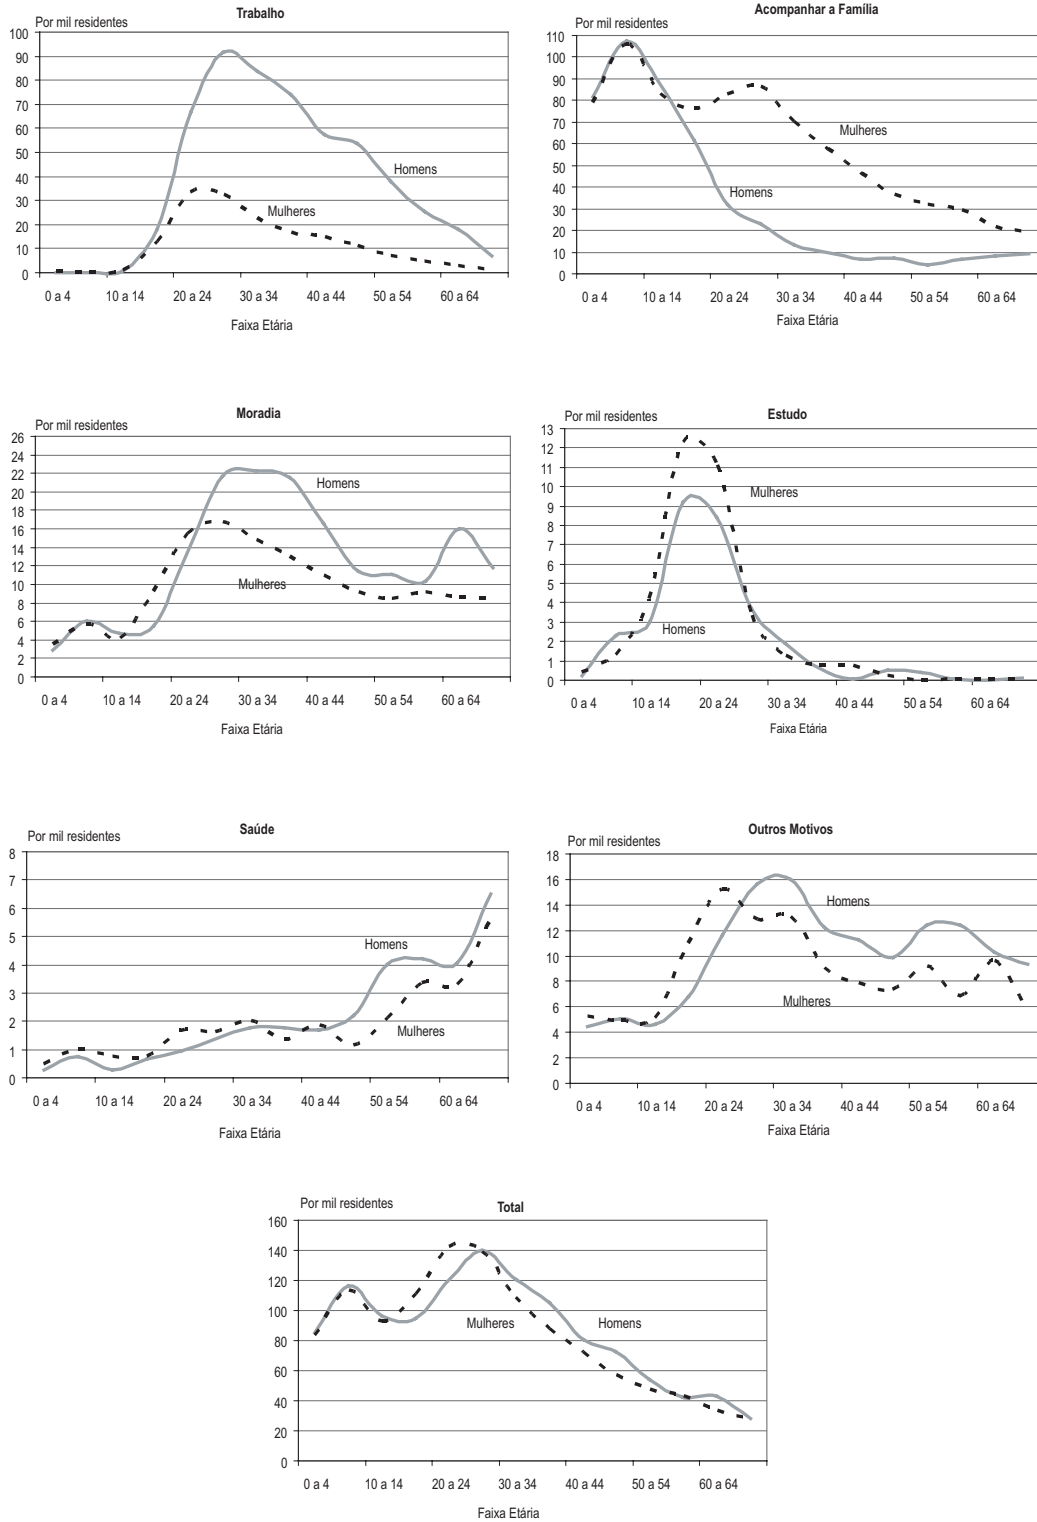 Trabalho
Por mil residentes
100
90
80
70
60
50
40
30
20
10
0
Homens
Mulheres
0 a 4 10 a 14 20 a 24 30 a 34 40 a 44 50 a 54 60 a 64
Faixa Etária
Acompanhar a Família
Por mil residentes
110
100
90
80
70
60
50
40
30
20
10
0
Mulheres
Homens
0 a 4 10 a 14 20 a 24 30 a 34 40 a 44 50 a 54 60 a 64
Faixa Etária
Moradia
Por mil residentes
26
24
22
20
18
16
14
12
10
8
6
4
2
0
Homens
Mulheres
0 a 4 10 a 14 20 a 24 30 a 34 40 a 44 50 a 54 60 a 64
Faixa Etária
Estudo
Por mil residentes
13
12
11
10
9
8
7
6
5
4
3
2
1
0
Mulheres
Homens
0 a 4 10 a 14 20 a 24 30 a 34 40 a 44 50 a 54 60 a 64
Faixa Etária
Saúde
Por mil residentes
8
7
6
5
4
3
2
1
0
Homens
Mulheres
0 a 4 10 a 14 20 a 24 30 a 34 40 a 44 50 a 54 60 a 64
Faixa Etária
Outros Motivos
Por mil residentes
18
16
14
12
10
8
6
4
2
0
Homens
Mulheres
0 a 4 10 a 14 20 a 24 30 a 34 40 a 44 50 a 54 60 a 64
Faixa Etária
Por mil residentes
Total
160
140
120
100
80
60
40
20
0
Mulheres Homens
0 a 4 10 a 14 20 a 24 30 a 34 40 a 44 50 a 54 60 a 64
Faixa Etária